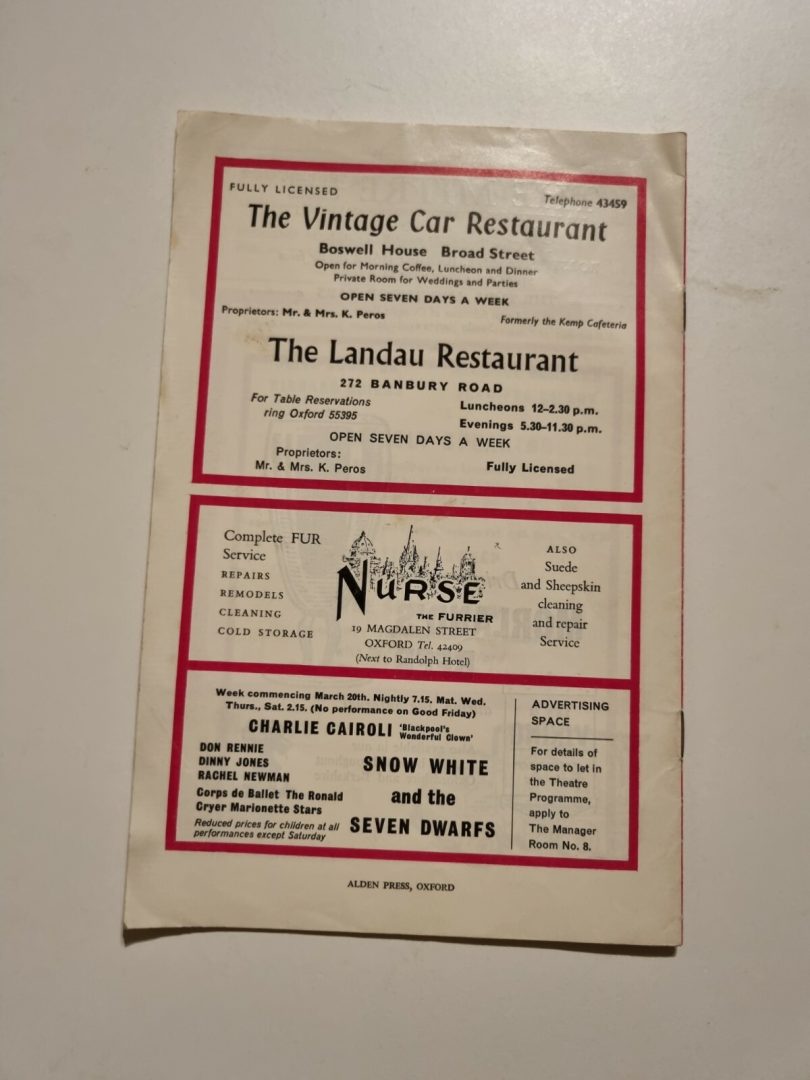 FULLY LICENSED
Telephone 43459
The Vintage Car Restaurant
Boswell House Broad Street
Open for Morning Coffee, Luncheon and Dinner
Private Room for Weddings and Parties
OPEN SEVEN DAYS A WEEK
Proprietors: Mr. & Mrs. K. Peros
Formerly the Kemp Cafeteria
The Landau Restaurant
272 BANBURY ROAD
For Table Reservations
ring Oxford 55395
Luncheons 12–2.30 p.m.
Evenings 5.30–11.30 p.m.
OPEN SEVEN DAYS A WEEK
Proprietors:
Mr. & Mrs. K. Peros
Fully Licensed
Complete FUR
Service
REPAIRS
REMODELS
CLEANING
COLD STORAGE
NURSE
THE FURRIER
19 MAGDALEN STREET
OXFORD Tel. 42409
(Next to Randolph Hotel)
ALSO
Suede
and Sheepskin
cleaning
and repair
Service
Week commencing March 20th. Nightly 7.15. Mat. Wed.
Thurs., Sat. 2.15. (No performance on Good Friday)
CHARLIE CAIROLI 'Blackpool's
Wonderful Clown'
DON RENNIE
DINNY JONES
RACHEL NEWMAN
Corps de Ballet The Ronald
Cryer Marionette Stars
Reduced prices for children at all
performances except Saturday
SNOW WHITE
and the
SEVEN DWARFS
ADVERTISING
SPACE
For details of
space to let in
the Theatre
Programme,
apply to
The Manager
Room No. 8.
ALDEN PRESS, OXFORD